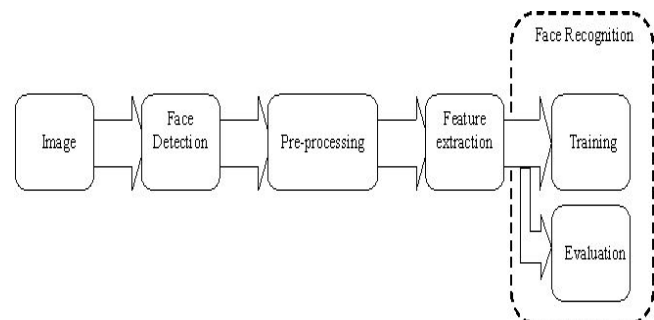 Face Recognition
Image
Face
Detection
Pre-processing
Feature
extraction
Training
Evaluation